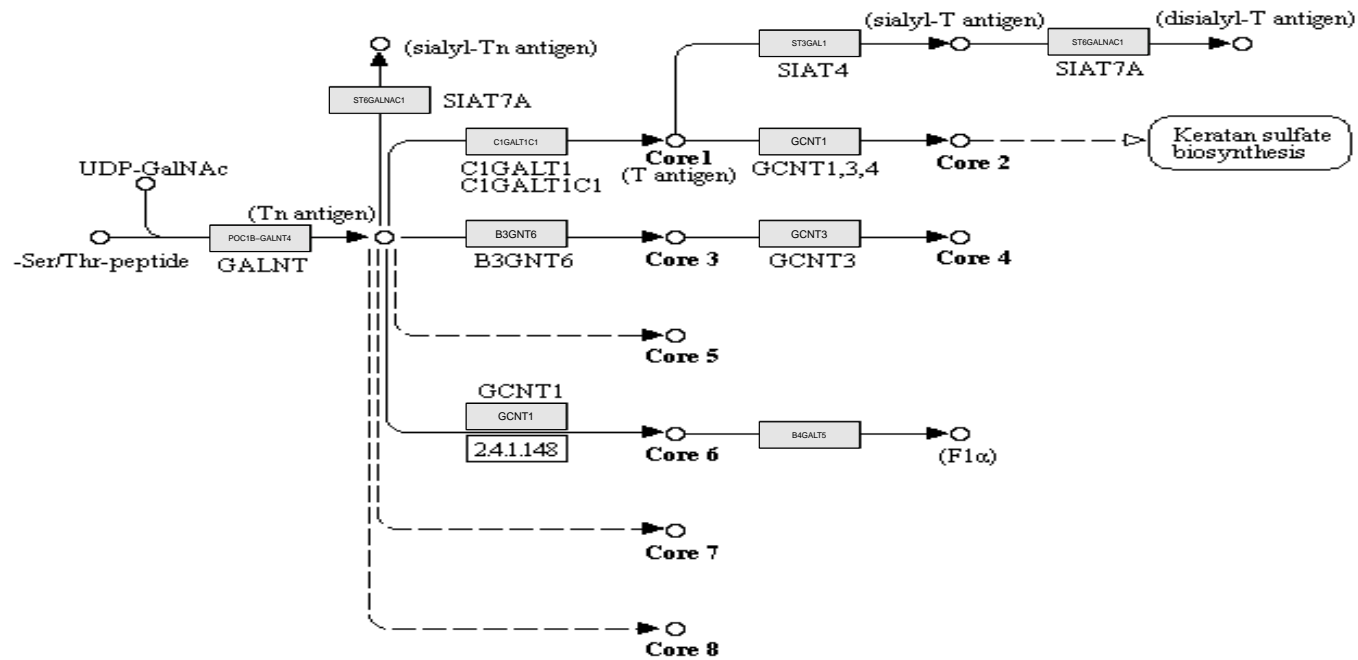 (sialyl-T antigen)
(disialyl-T antigen)
(sialyl-Tn antigen)
ST3GAL1
ST6GALNAC1
SIAT4
SIAT7A
ST6GALNAC1
SIAT7A
C1GALT1C1
GCNT1
Keratan sulfate
biosynthesis
Core1
Core 2
C1GALT1
C1GALT1C1
(T antigen)
GCNT1,3,4
UDP-GalNAc
(Tn antigen)
POC1B-GALNT4
B3GNT6
GCNT3
-Ser/Thr-peptide
GALNT
B3GNT6
Core 3
GCNT3
Core 4
Core 5
GCNT1
GCNT1
B4GALT5
2.4.1.148
Core 6
(F1α)
Core 7
Core 8